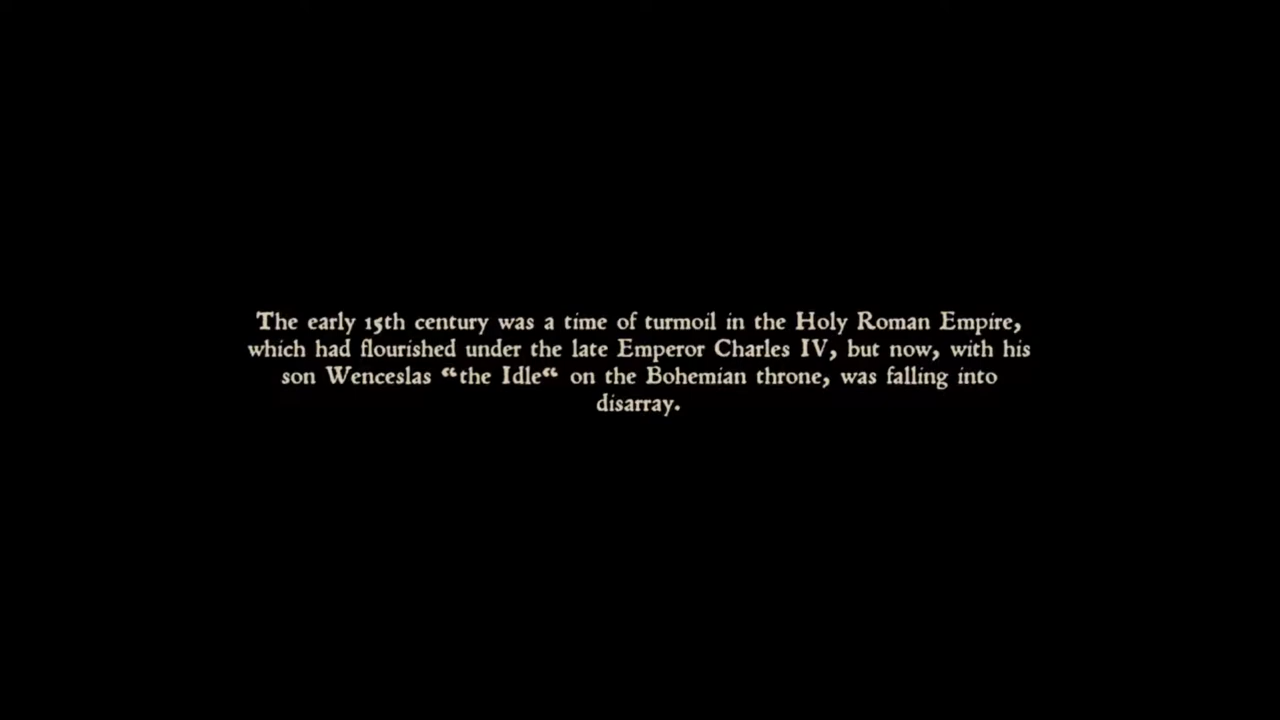 The early 15th century was a time of turmoil in the Holy Roman Empire,
which had flourished under the late Emperor Charles IV, but now, with his
son Wenceslas “the Idle“ on the Bohemian throne, was falling into
disarray.